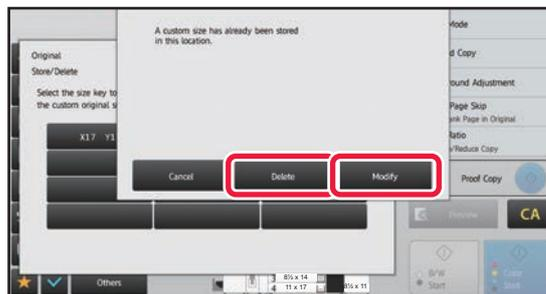 A custom size has already been stored
in this location.
Original
Store/Delete
Select the size key to
the custom original s
X17 Y1
Cancel
Delete
Modify
Mode
d Copy
ound Adjustment
Page Skip
ank Page in Original
Ratio
/Reduce Copy
Proof Copy
Preview
CA
B/W
Start
Color
Start
Others
3 8½ x 14
4 11 x 17
8½ x 11